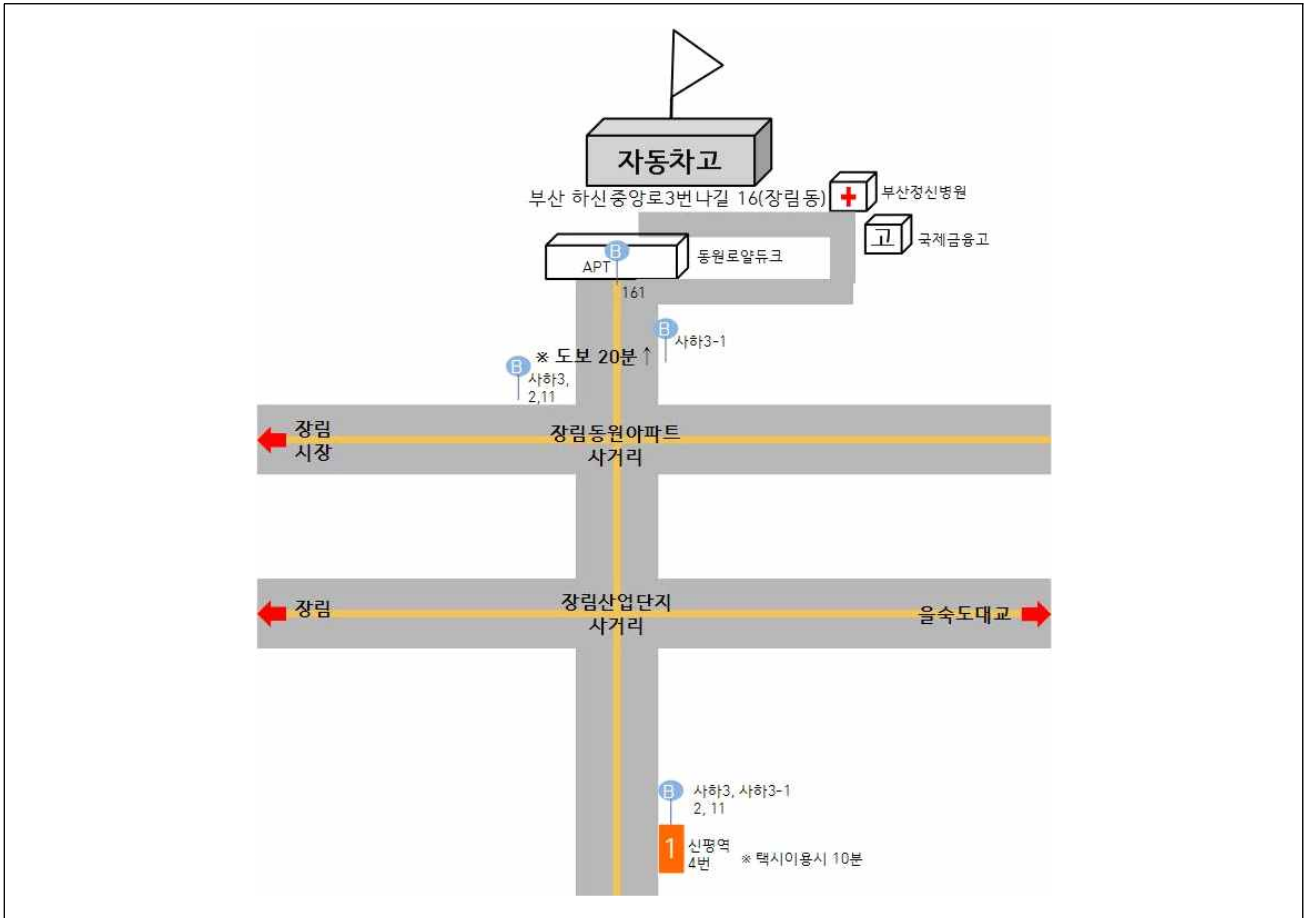 자동차고
부산 하신중앙로3번나길 16(장림동)
부산정신병원
고
국제금융고
B
APT
동원로얄듀크
161
B
사하3-1
※ 도보 20분↑
B
사하3,
2,11
장림
시장
장림동원아파트
사거리
장림
장림산업단지
사거리
을숙도대교
B
사하3, 사하3-1
2, 11
1
신평역
4번
※ 택시이용시 10분